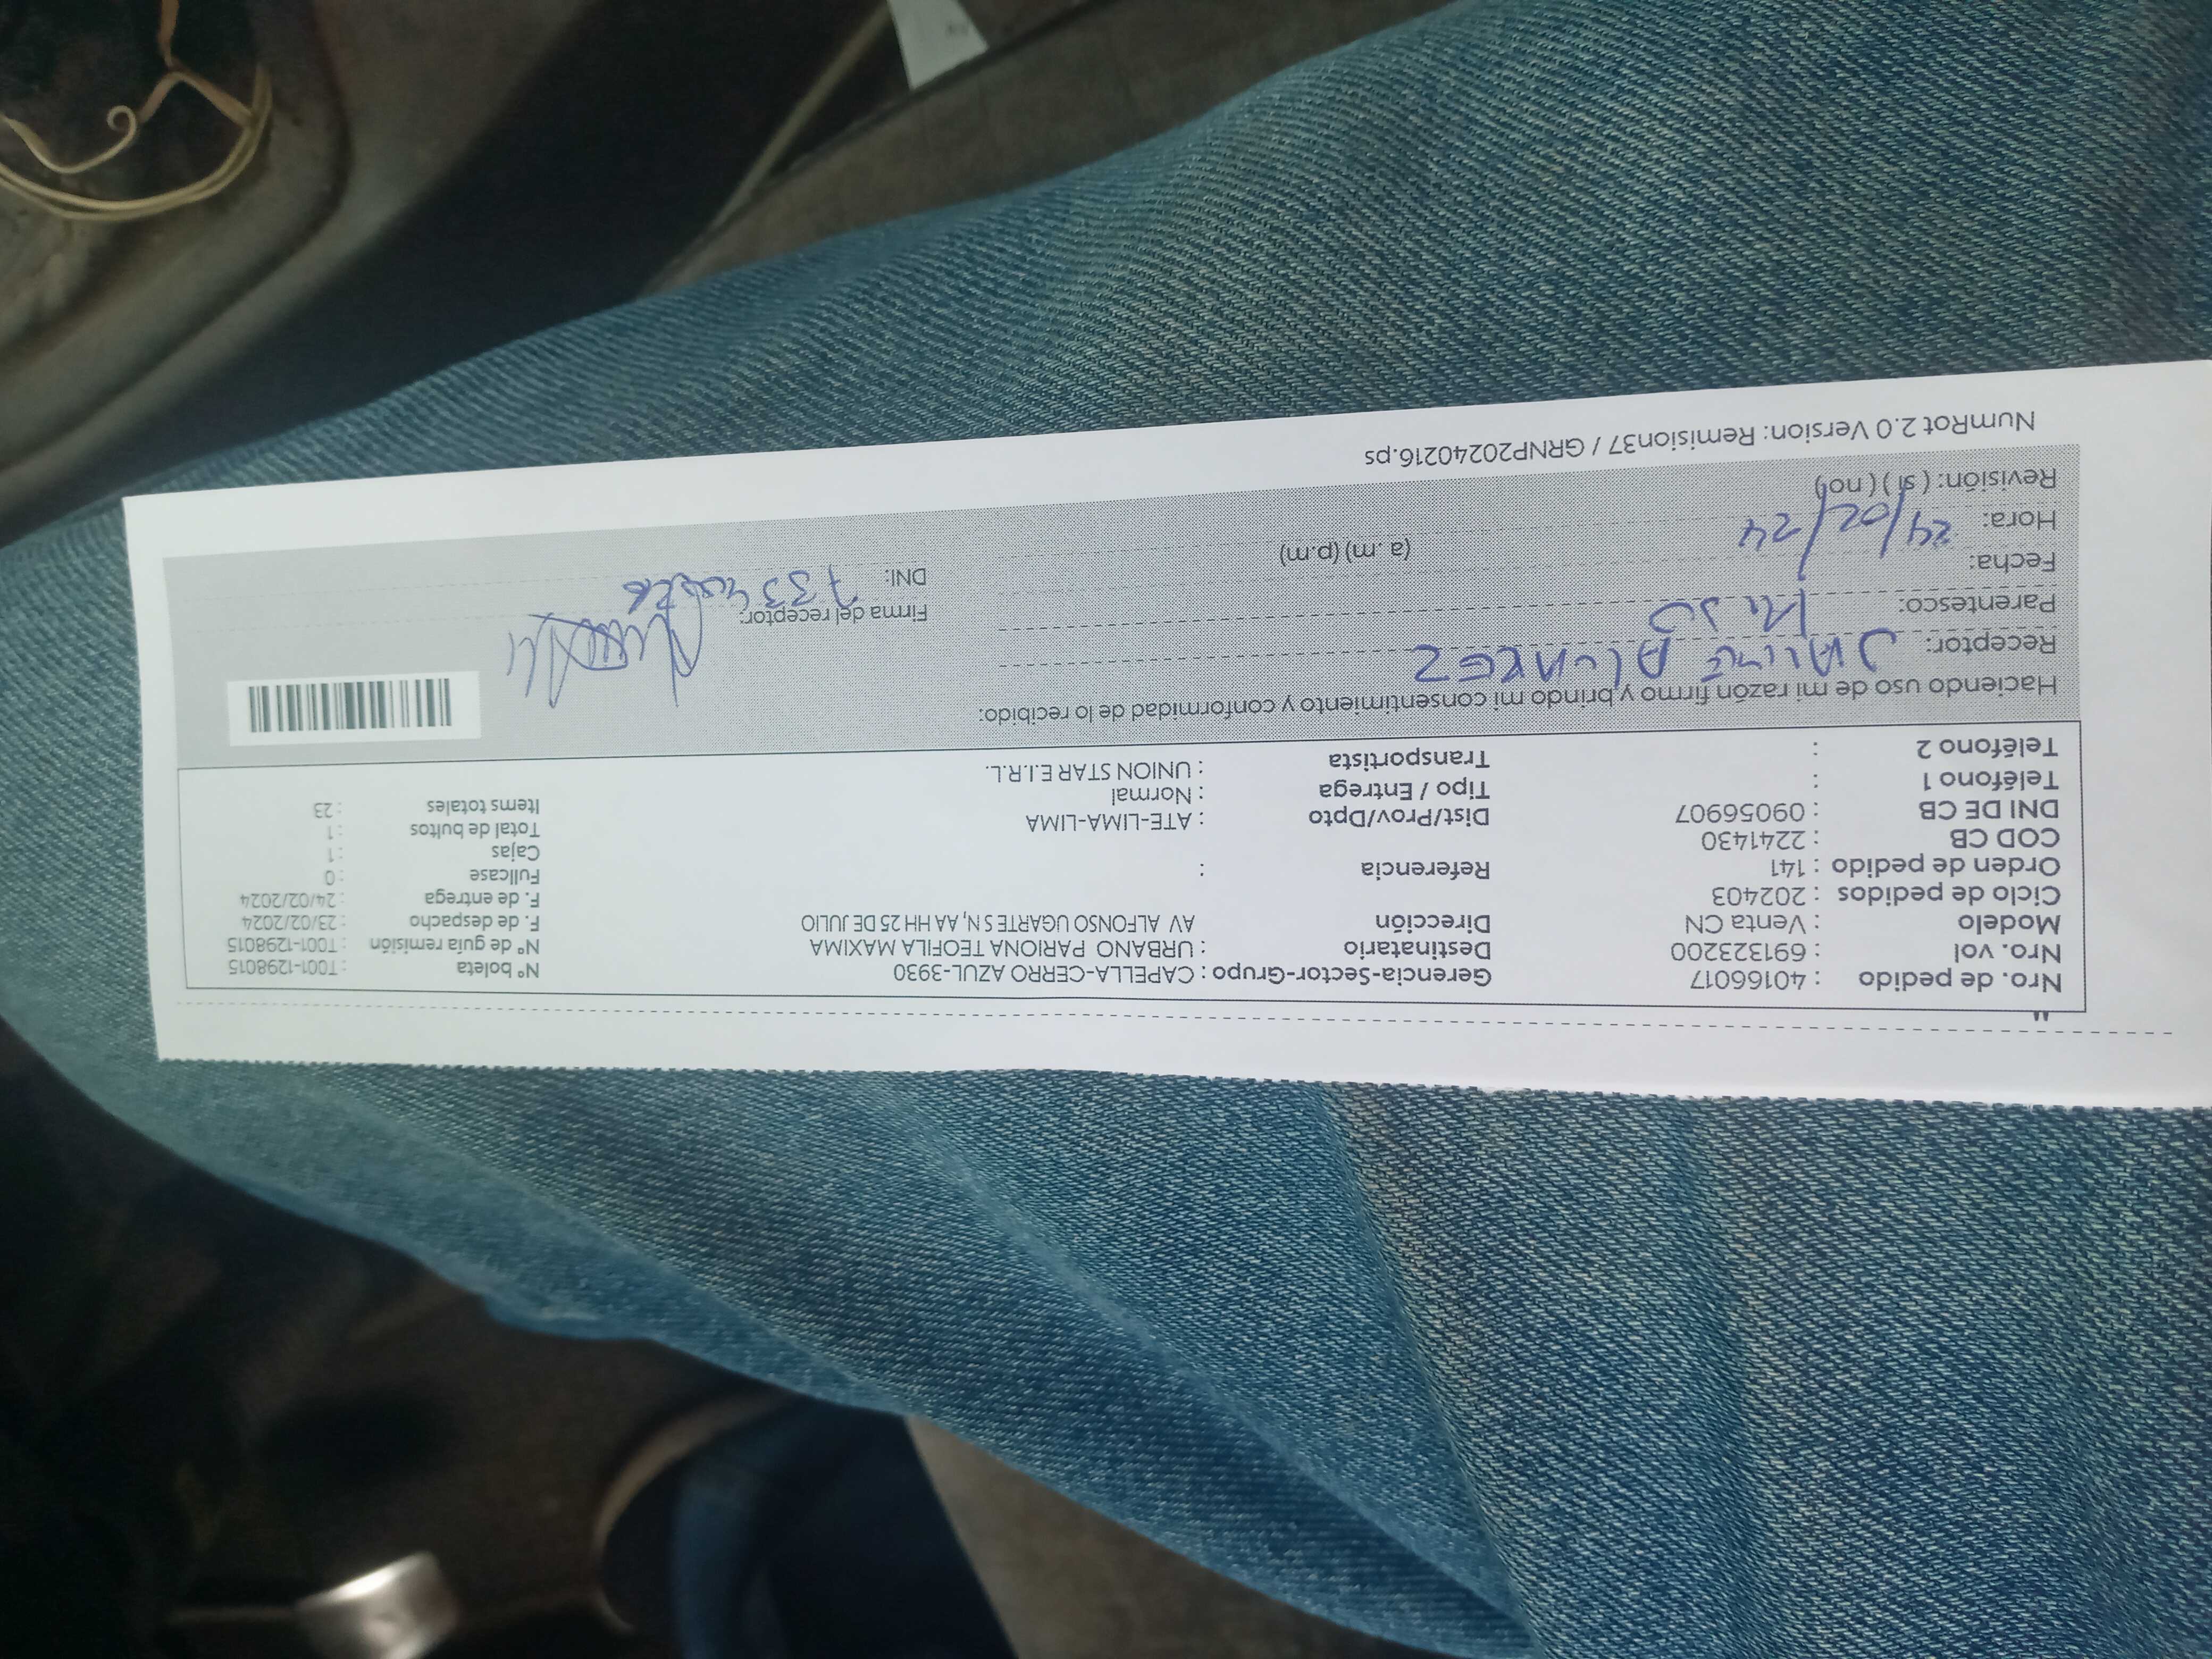 Nro. de pedido : 40166017 Gerencia-Sector-Grupo : CAPELLA-CERRO AZUL-3930 N° boleta : T001-1298015
Nro. vol : 691323200 Destinatario : URBANO PARIONA TEOFILA MAXIMA N° de guía remisión : T001-1298015
Modelo : Venta CN Dirección AV ALFONSO UGARTE S N, AA HH 25 DE JULIO F. de despacho : 23/02/2024
Ciclo de pedidos : 202403 F. de entrega : 24/02/2024
Orden de pedido : 141 Referencia : Fullcase : 0
COD CB : 2241430 Cajas : 1
DNI DE CB : 09056907 Dist/Prov/Dpto : ATE-LIMA-LIMA Total de bultos : 1
Teléfono 1 : Tipo / Entrega : Normal Items totales : 23
Teléfono 2 : Transportista : UNION STAR E.I.R.L.
Haciendo uso de mi razón firmo y brindo mi consentimiento y conformidad de lo recibido:
Receptor: JAIME
Parentesco: Firma del receptor:
Fecha: DNI:
Hora: 24/02/24 (a .m) (p.m)
Revisión: ( si ) ( no )
NumRot 2.0 Version: Remision37 / GRNP20240216.ps